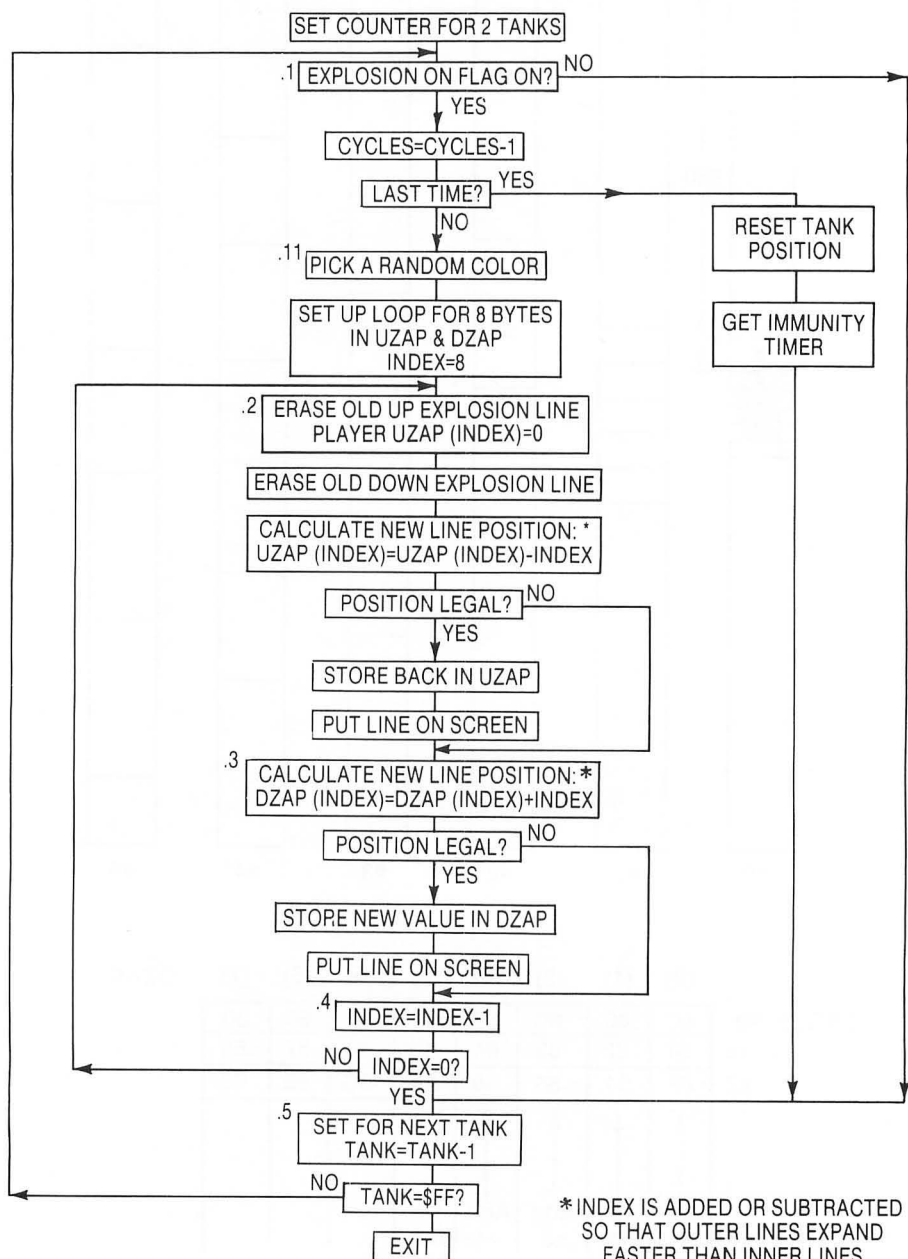 SET COUNTER FOR 2 TANKS
.1 EXPLOSION ON FLAG ON?
NO
YES
CYCLES=CYCLES-1
LAST TIME?
YES
NO
RESET TANK
POSITION
GET IMMUNITY
TIMER
.11 PICK A RANDOM COLOR
SET UP LOOP FOR 8 BYTES
IN UZAP & DZAP
INDEX=8
.2 ERASE OLD UP EXPLOSION LINE
PLAYER UZAP (INDEX)=0
ERASE OLD DOWN EXPLOSION LINE
CALCULATE NEW LINE POSITION: *
UZAP (INDEX)=UZAP (INDEX)-INDEX
POSITION LEGAL?
NO
YES
STORE BACK IN UZAP
PUT LINE ON SCREEN
.3 CALCULATE NEW LINE POSITION:*
DZAP (INDEX)=DZAP (INDEX)+INDEX
POSITION LEGAL?
NO
YES
STORE NEW VALUE IN DZAP
PUT LINE ON SCREEN
.4 INDEX=INDEX-1
NO
INDEX=0?
YES
.5 SET FOR NEXT TANK
TANK=TANK-1
NO
TANK=$FF?
EXIT
* INDEX IS ADDED OR SUBTRACTED
SO THAT OUTER LINES EXPAND
FASTER THAN INNER LINES